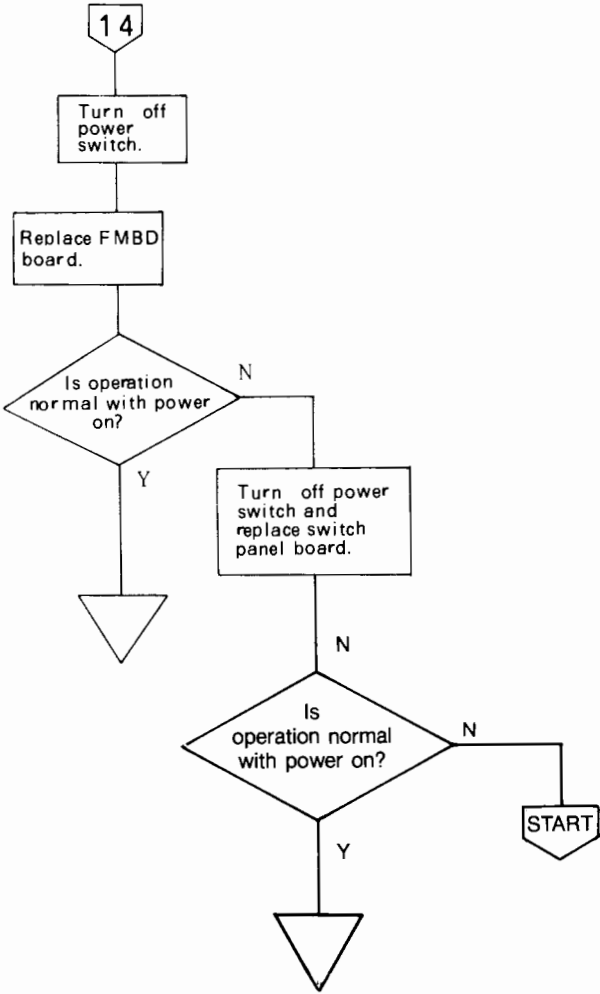 14
Turn off
power
switch.
Replace FMBD
board.
Is operation
normal with power
on?
N
Y
Turn off power
switch and
replace switch
panel board.
N
Is
operation normal
with power on?
N
START
Y